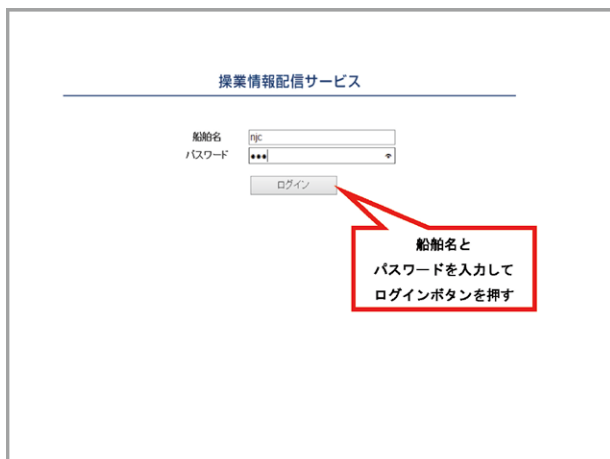 操業情報配信サービス
船舶名 njc
パスワード •••
ログイン
船舶名と
パスワードを入力して
ログインボタンを押す